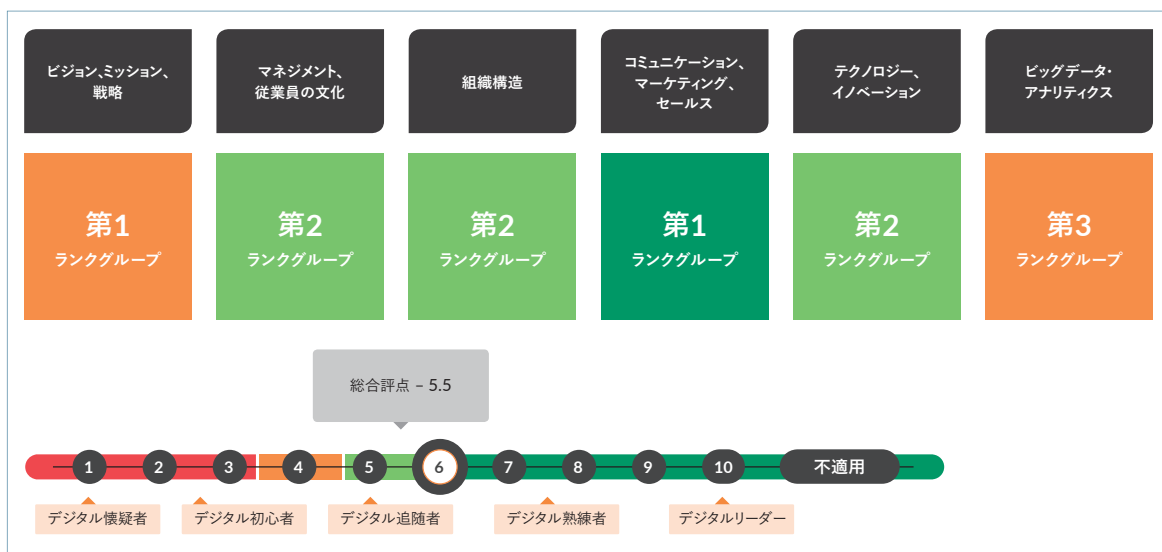 ビジョン、ミッション、
戦略
マネジメント、
従業員の文化
組織構造
コミュニケーション、
マーケティング、
セールス
テクノロジー、
イノベーション
ビッグデータ・
アナリティクス
第1
ランクグループ
第2
ランクグループ
第2
ランクグループ
第1
ランクグループ
第2
ランクグループ
第3
ランクグループ
総合評点 – 5.5
1 2 3 4 5 6 7 8 9 10 不適用
デジタル懐疑者 デジタル初心者 デジタル追随者 デジタル熟練者 デジタルリーダー